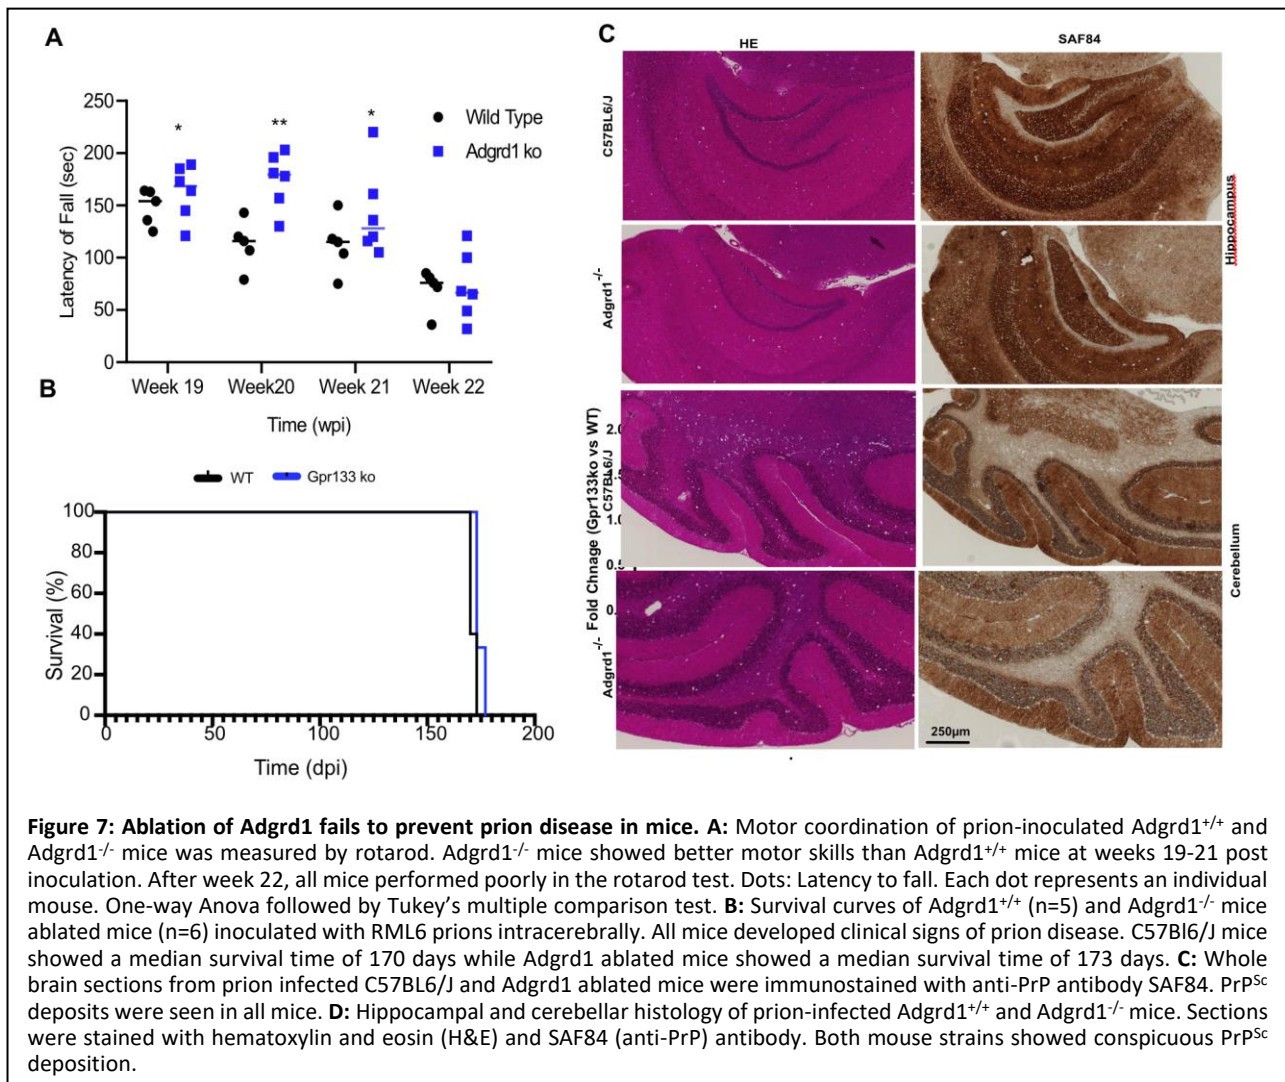 A
250
200
150
100
50
0
Latency of Fall (sec)
* ** *
Wild Type
Adgrd1 ko
Week 19 Week20 Week 21 Week 22
Time (wpi)
B
WT Gpr133 ko
100
80
60
40
20
0
Survival (%)
0 50 100 150 200
Time (dpi)
C
HE SAF84
C57BL6/J
Adgrd1-/-
Hippocampus
C57BL6/J
Adgrd1-/-
Cerebellum
Fold Chnage (Gpr133ko vs WT)
2.0
1.5
1.0
0.5
0.
250µm
Figure 7: Ablation of Adgrd1 fails to prevent prion disease in mice. A: Motor coordination of prion-inoculated Adgrd1+/+ and
Adgrd1-/- mice was measured by rotarod. Adgrd1-/- mice showed better motor skills than Adgrd1+/+ mice at weeks 19-21 post
inoculation. After week 22, all mice performed poorly in the rotarod test. Dots: Latency to fall. Each dot represents an individual
mouse. One-way Anova followed by Tukey's multiple comparison test. B: Survival curves of Adgrd1+/+ (n=5) and Adgrd1-/- mice
ablated mice (n=6) inoculated with RML6 prions intracerebrally. All mice developed clinical signs of prion disease. C57Bl6/J mice
showed a median survival time of 170 days while Adgrd1 ablated mice showed a median survival time of 173 days. C: Whole
brain sections from prion infected C57BL6/J and Adgrd1 ablated mice were immunostained with anti-PrP antibody SAF84. PrPSc
deposits were seen in all mice. D: Hippocampal and cerebellar histology of prion-infected Adgrd1+/+ and Adgrd1-/- mice. Sections
were stained with hematoxylin and eosin (H&E) and SAF84 (anti-PrP) antibody. Both mouse strains showed conspicuous PrPSc
deposition.